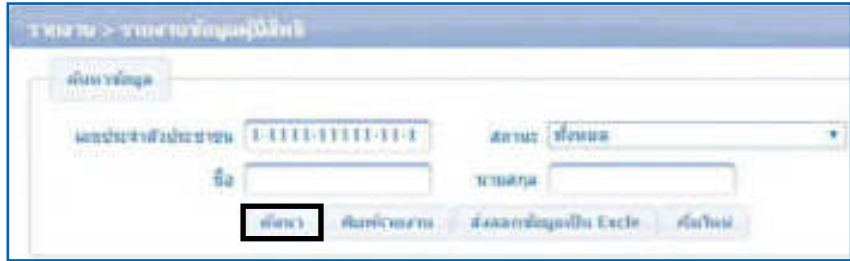 รายงาน > รายงานข้อมูลผู้มีสิทธิ
ค้นหาข้อมูล
เลขประจำตัวประชาชน 1-1111-11111-11-1 สถานะ ทั้งหมด
ชื่อ นามสกุล
ค้นหา พิมพ์รายงาน ส่งออกข้อมูลเป็น Excle เริ่มใหม่